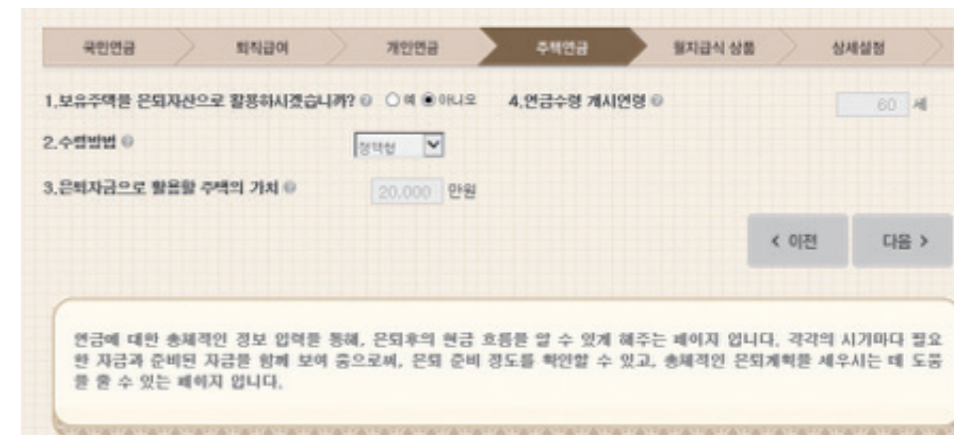 국민연금 퇴직급여 개인연금 주택연금 월지급식 상품 상세설정
1.보유주택을 은퇴자산으로 활용하시겠습니까? 예 아니오 4.연금수령 개시연령 60 세
2.수령방법 정액형
3.은퇴자금으로 활용할 주택의 가치 20,000 만원
< 이전 다음 >
연금에 대한 총체적인 정보 입력을 통해, 은퇴후의 현금 흐름을 알 수 있게 해주는 페이지 입니다. 각각의 시기마다 필요
한 자금과 준비된 자금을 함께 보여 줌으로써, 은퇴 준비 정도를 확인할 수 있고, 총체적인 은퇴계획을 세우시는 데 도움
을 줄 수 있는 페이지 입니다.